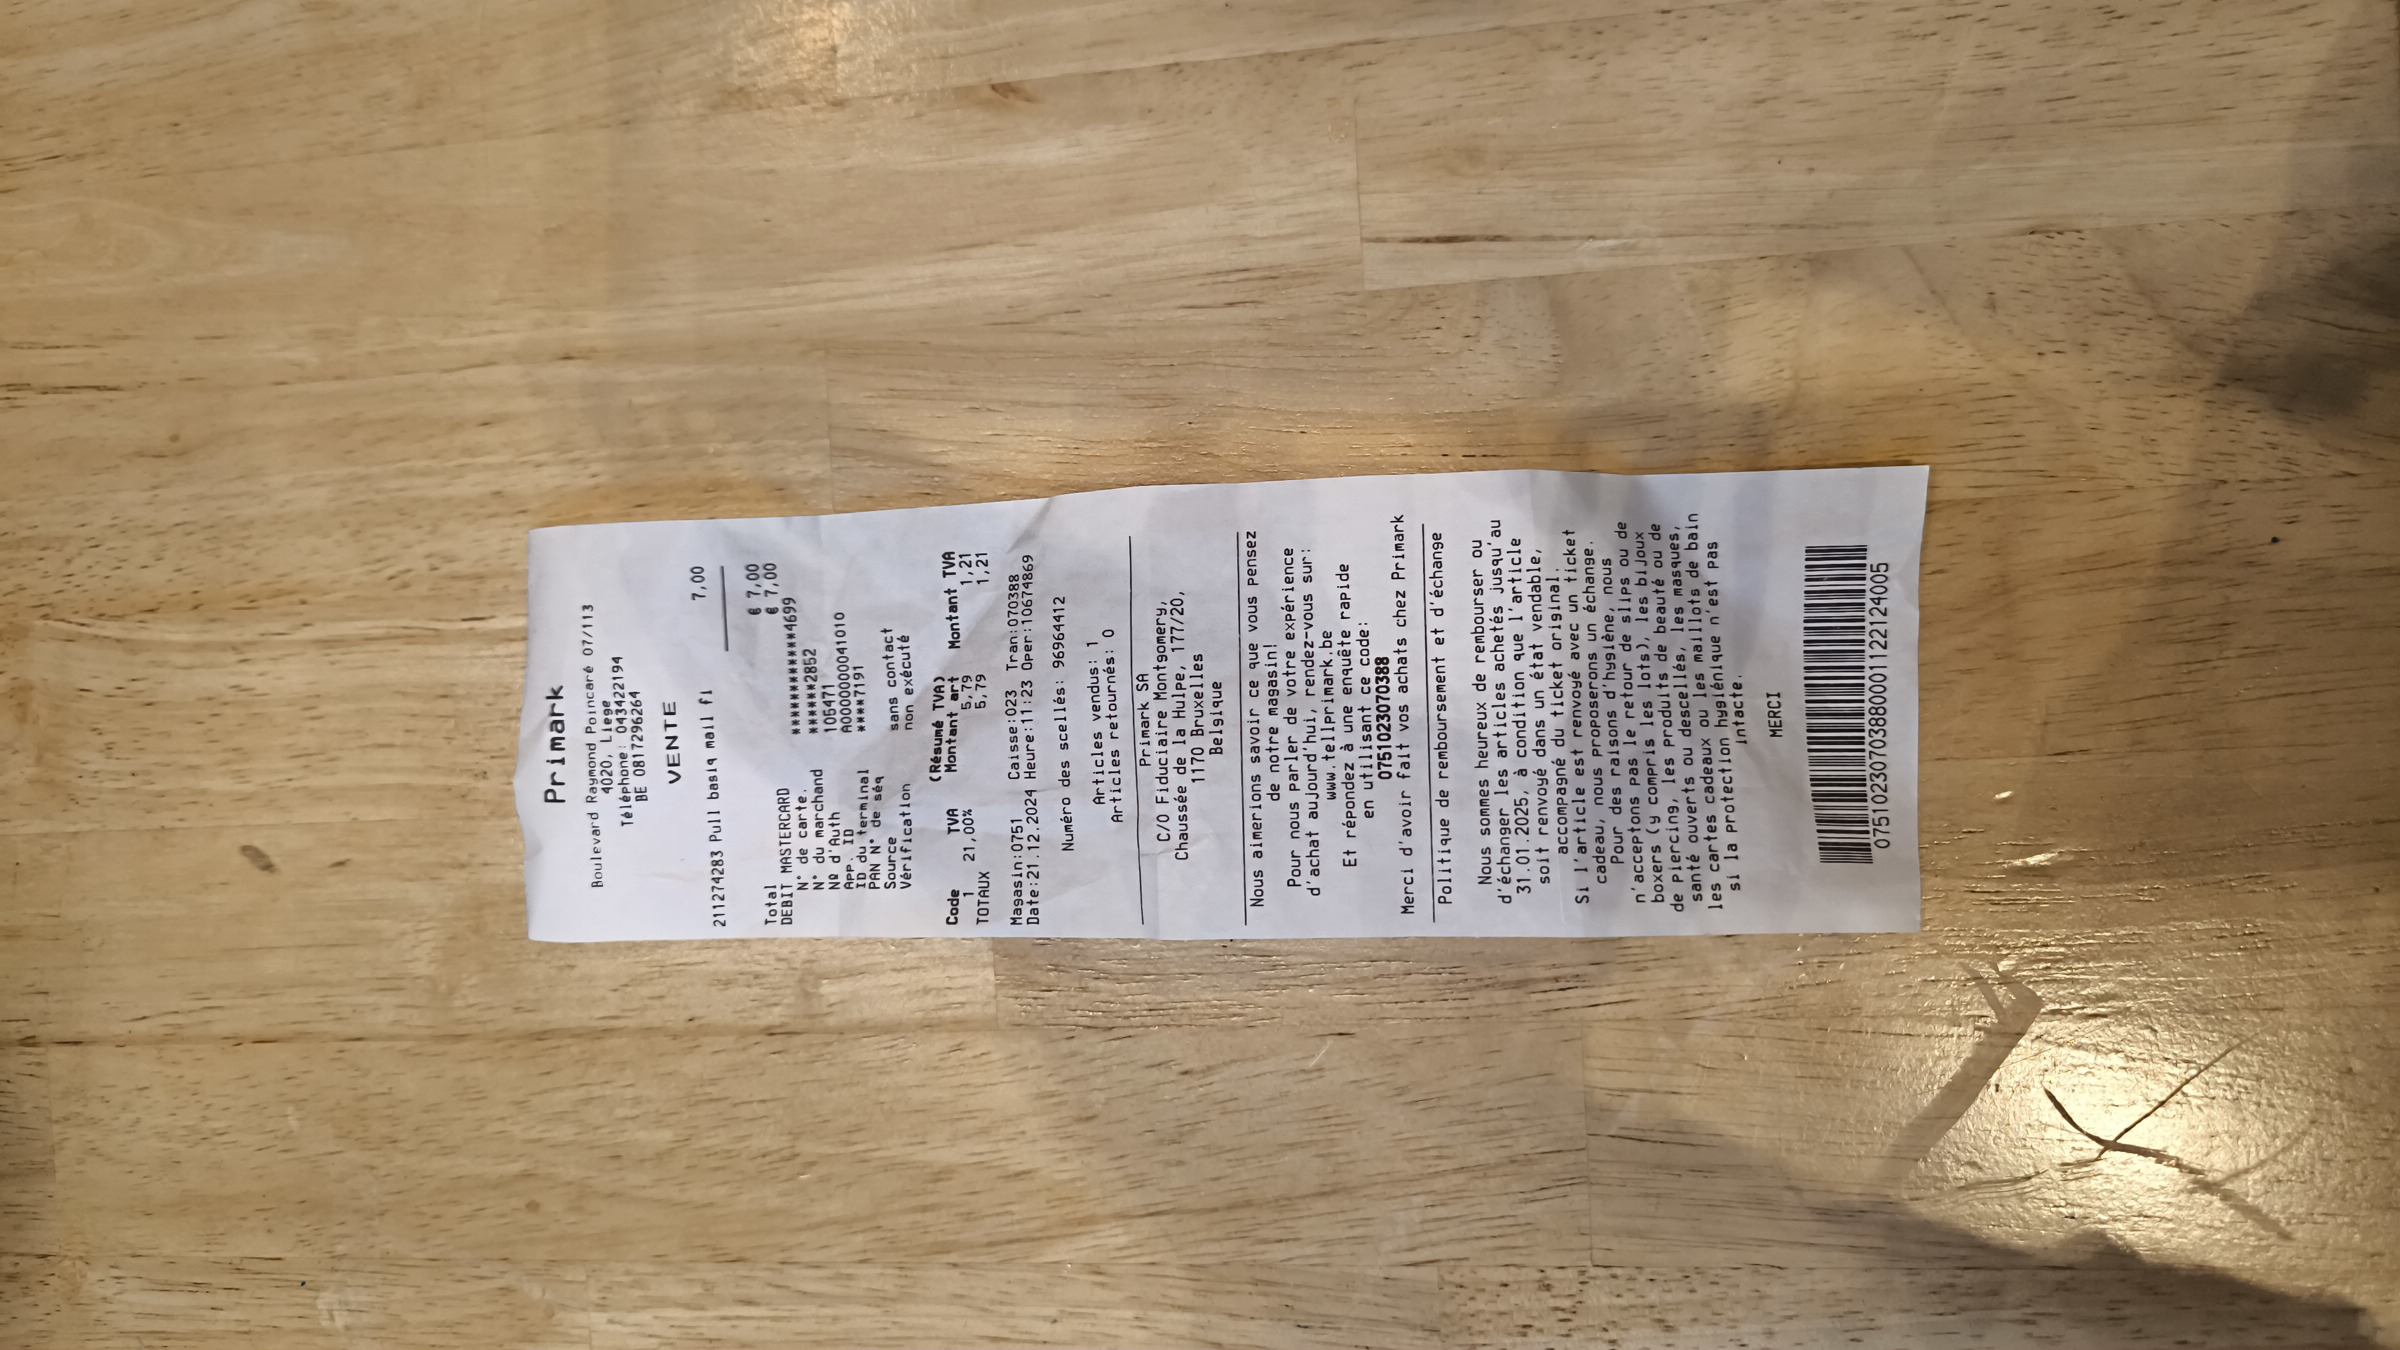 Primark
Boulevard Raymond Poincaré 07/113
4020, Liege
Téléphone: 043422194
BE 0817296264
VENTE
211274283 Pull basiq mail fi 7,00
Total € 7,00
DEBIT MASTERCARD € 7,00
N° de carte. ************4699
N° du marchand ******2852
Nº d'Auth 105471
App. ID A0000000041010
ID du terminal ****7191
PAN N° de séq
Source sans contact
Vérification non exécuté
(Résumé TVA)
Code TVA Montant art Montant TVA
1 21,00% 5,79 1,21
TOTAUX 5,79 1,21
Magasin:0751 Caisse:023 Tran:070388
Date:21.12.2024 Heure:11:23 Oper:10674869
Numéro des scellés: 96964412
Articles vendus: 1
Articles retournés: 0
Primark SA
C/O Fiduciaire Montgomery,
Chaussée de la Hulpe, 177/20,
1170 Bruxelles
Belgique
Nous aimerions savoir ce que vous pensez
de notre magasin!
Pour nous parler de votre expérience
d'achat aujourd'hui, rendez-vous sur:
www.tellprimark.be
Et répondez à une enquête rapide
en utilisant ce code:
0751023070388
Merci d'avoir fait vos achats chez Primark
Politique de remboursement et d'échange
Nous sommes heureux de rembourser ou
d'échanger les articles achetés jusqu'au
31.01.2025, à condition que l'article
soit renvoyé dans un état vendable,
accompagné du ticket original.
Si l'article est renvoyé avec un ticket
cadeau, nous proposerons un échange.
Pour des raisons d'hygiène, nous
n'acceptons pas le retour de slips ou de
boxers (y compris les lots), les bijoux
de piercing, les produits de beauté ou de
santé ouverts ou descellés, les masques,
les cartes cadeaux ou les maillots de bain
si la protection hygiénique n'est pas
intacte.
MERCI
0751023070388000112212 4005